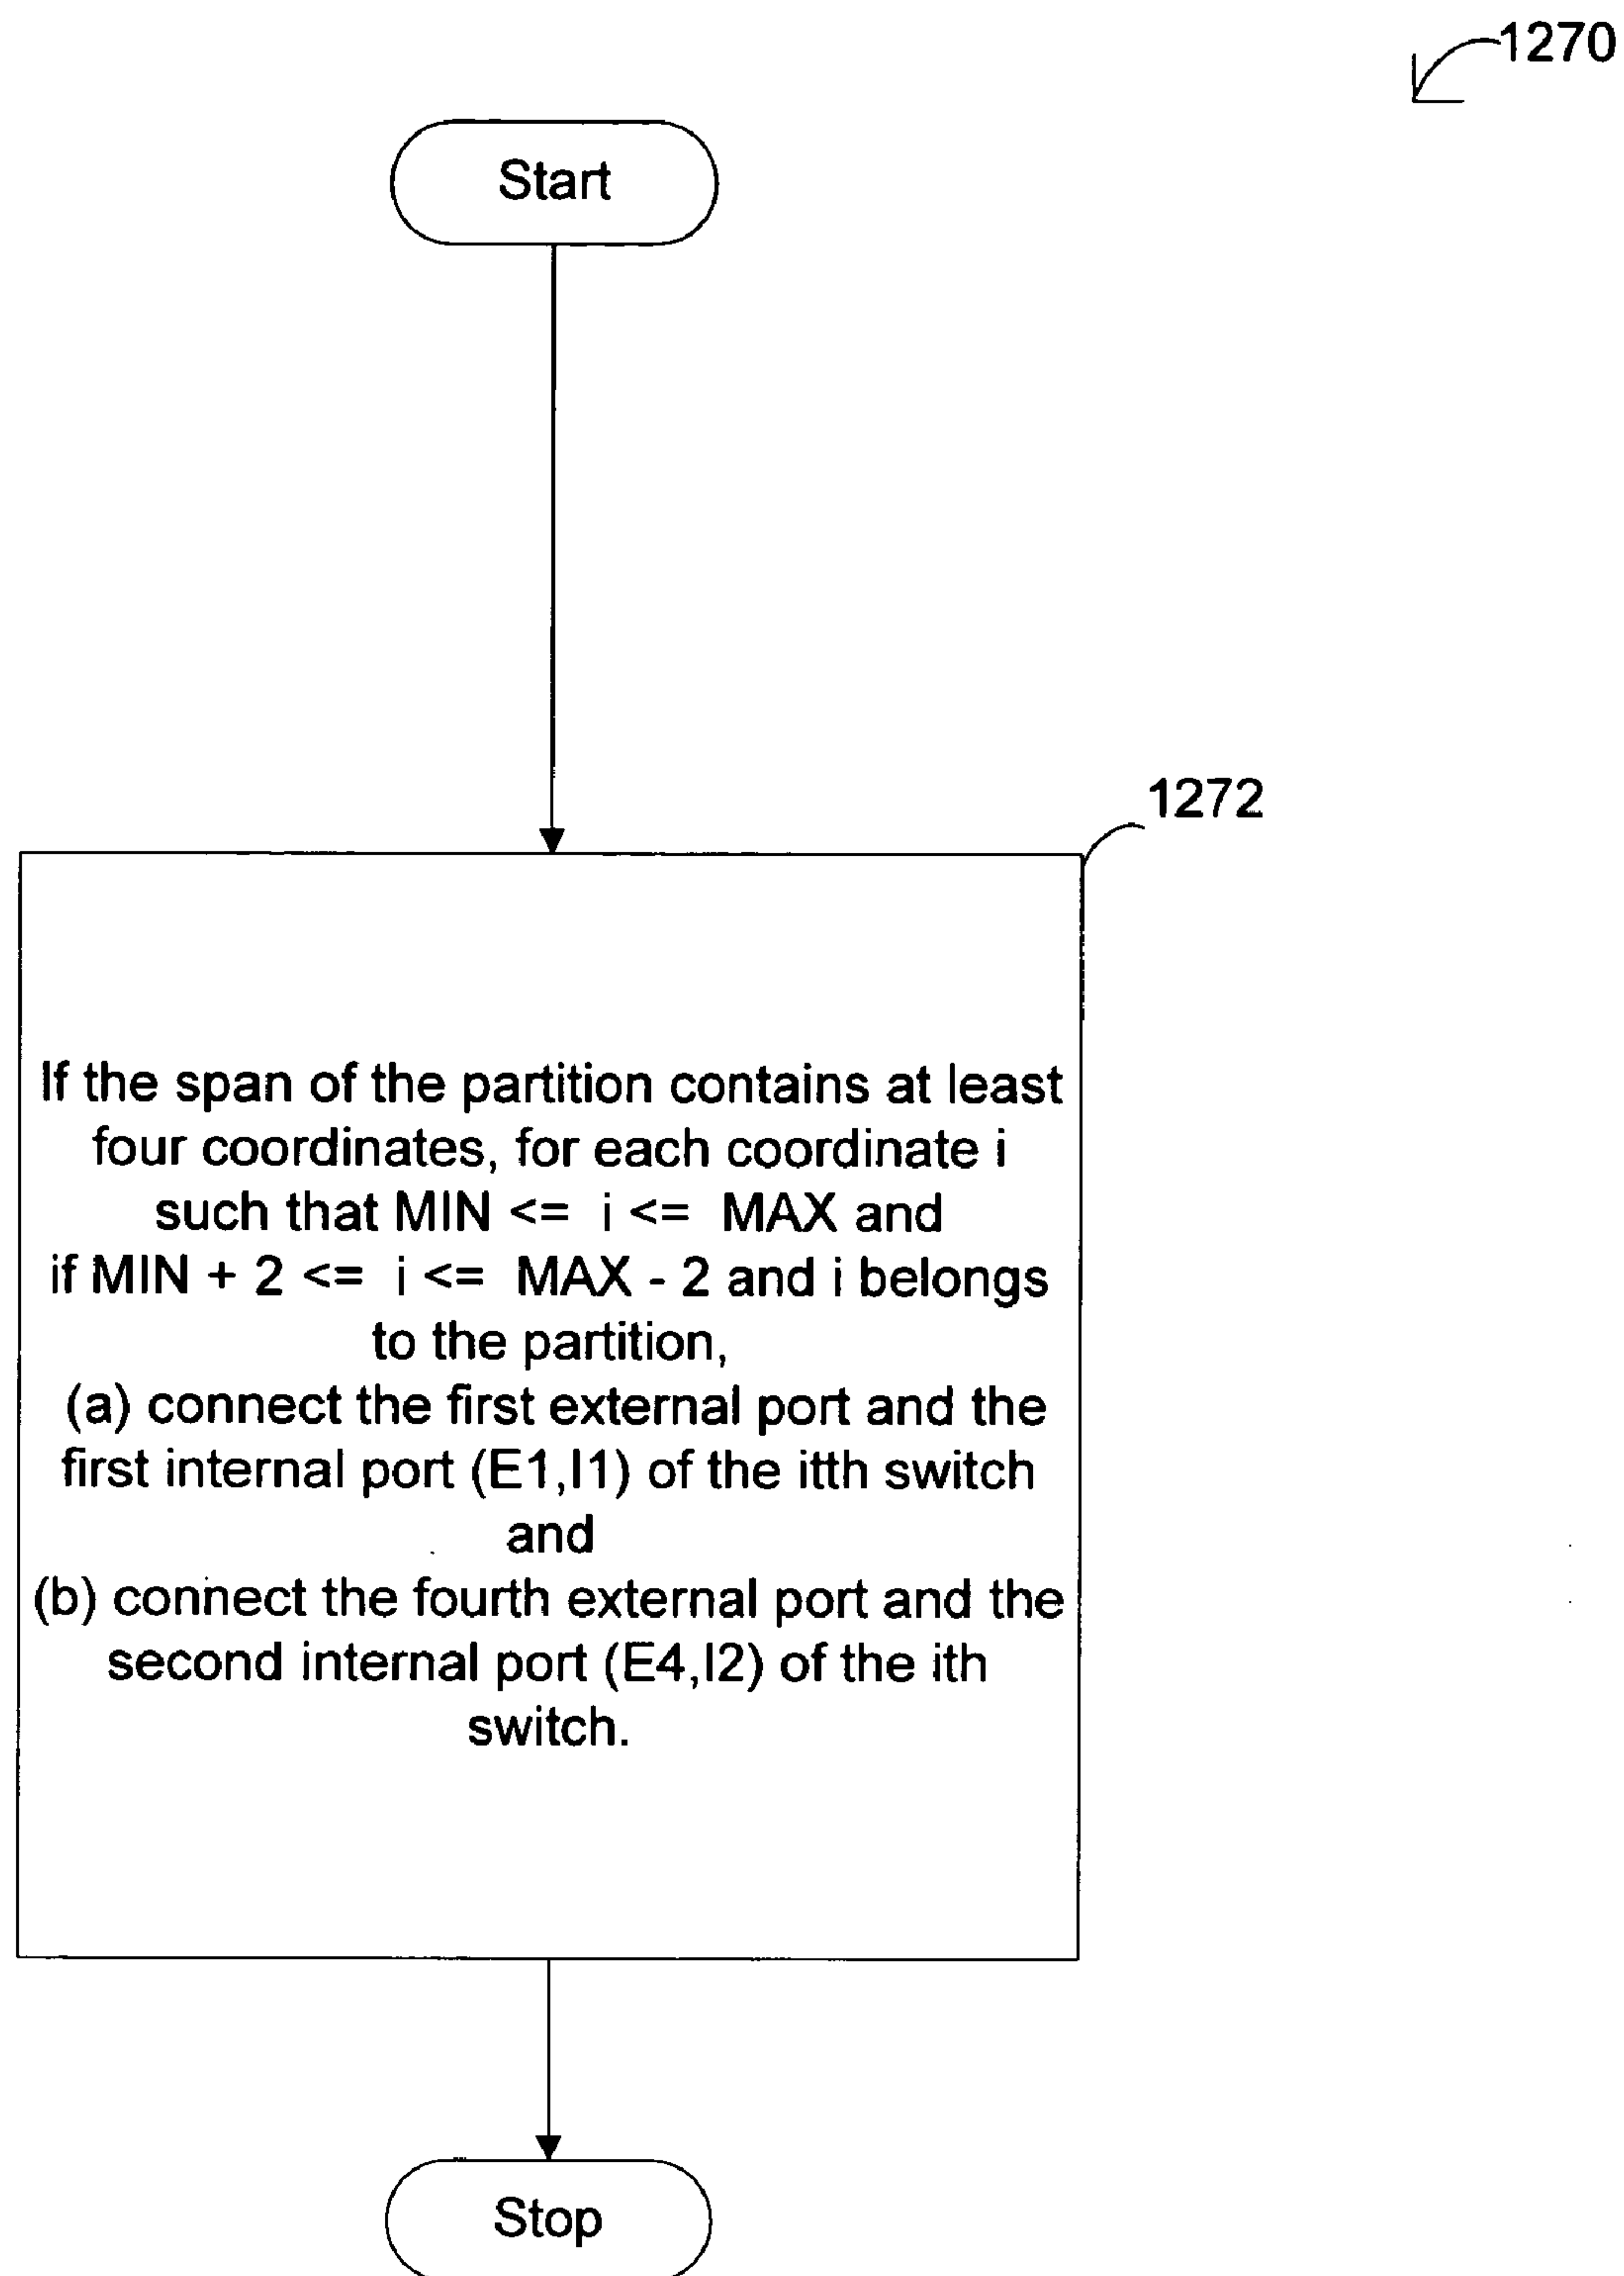 1270
Start
1272
If the span of the partition contains at least
four coordinates, for each coordinate i
such that MIN <= i <= MAX and
if MIN + 2 <= i <= MAX - 2 and i belongs
to the partition,
(a) connect the first external port and the
first internal port (E1,I1) of the itth switch
and
(b) connect the fourth external port and the
second internal port (E4,I2) of the ith
switch.
Stop